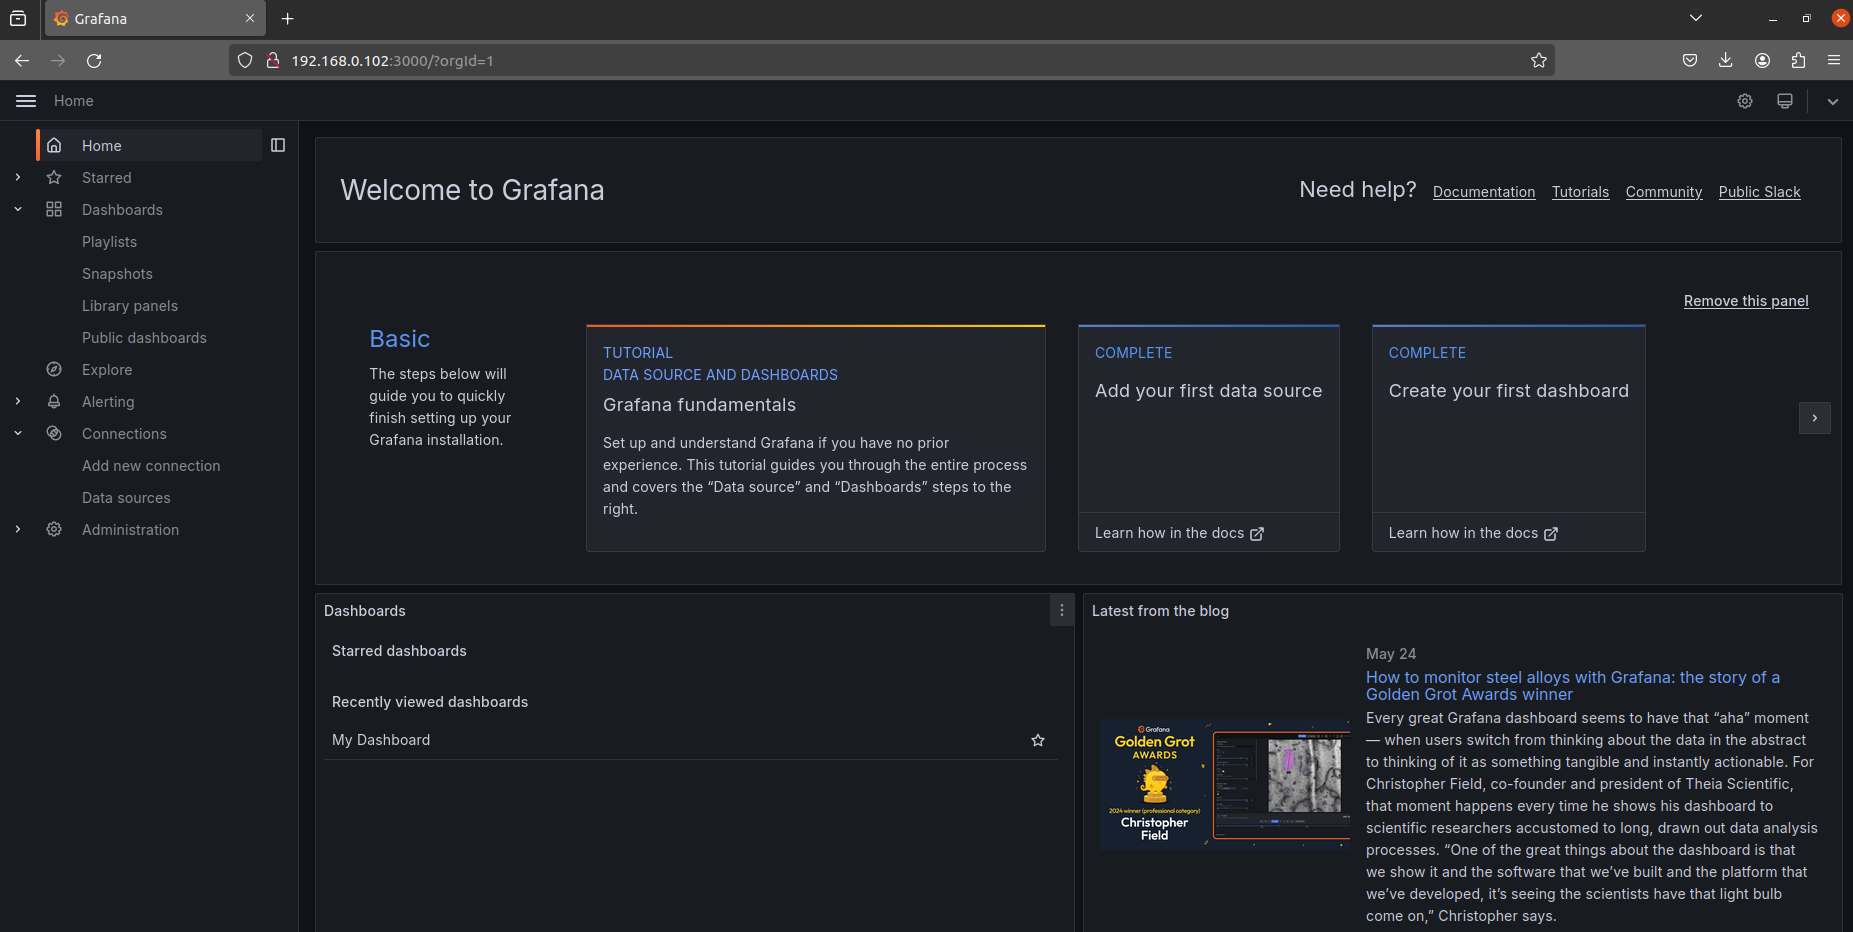 Grafana
192.168.0.102:3000/?orgId=1
Home
Home
Starred
Dashboards
Playlists
Snapshots
Library panels
Public dashboards
Explore
Alerting
Connections
Add new connection
Data sources
Administration
Welcome to Grafana
Need help?
Documentation
Tutorials
Community
Public Slack
Remove this panel
Basic
The steps below will
guide you to quickly
finish setting up your
Grafana installation.
TUTORIAL
DATA SOURCE AND DASHBOARDS
Grafana fundamentals
Set up and understand Grafana if you have no prior
experience. This tutorial guides you through the entire process
and covers the “Data source” and “Dashboards” steps to the
right.
COMPLETE
Add your first data source
Learn how in the docs
COMPLETE
Create your first dashboard
Learn how in the docs
Dashboards
Starred dashboards
Recently viewed dashboards
My Dashboard
Latest from the blog
Grafana
Golden Grot
AWARDS
2024 winner (professional category)
Christopher
Field
May 24
How to monitor steel alloys with Grafana: the story of a
Golden Grot Awards winner
Every great Grafana dashboard seems to have that “aha” moment
— when users switch from thinking about the data in the abstract
to thinking of it as something tangible and instantly actionable. For
Christopher Field, co-founder and president of Theia Scientific,
that moment happens every time he shows his dashboard to
scientific researchers accustomed to long, drawn out data analysis
processes. “One of the great things about the dashboard is that
we show it and the software that we’ve built and the platform that
we’ve developed, it’s seeing the scientists have that light bulb
come on,” Christopher says.